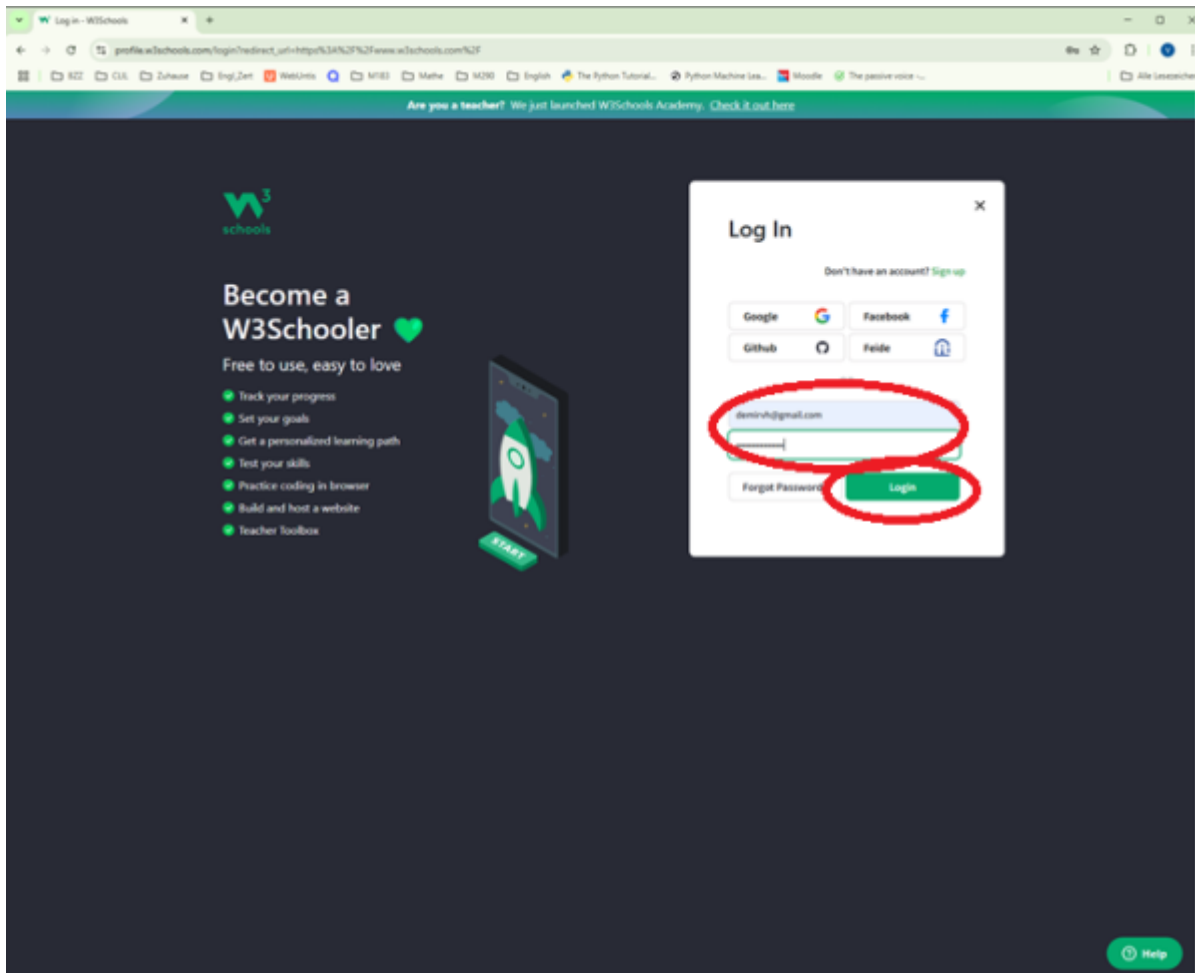 Log in - W3Schools
profile.w3schools.com/login?redirect_url=https%3A%2F%2Fwww.w3schools.com%2F
BZZ CLIL Zuhause Engl_Zert WebUntis M183 Mathe M290 English The Python Tutorial... Python Machine Lea... Moodle The passive voice -... Alle Lesezeichen
Are you a teacher? We just launched W3Schools Academy. Check it out here
3
schools
Become a
W3Schooler
Free to use, easy to love
Track your progress
Set your goals
Get a personalized learning path
Test your skills
Practice coding in browser
Build and host a website
Teacher Toolbox
START
Log In
Don't have an account? Sign up
Google Facebook
Github Feide
demirvh@gmail.com
Forgot Password
Login
Help